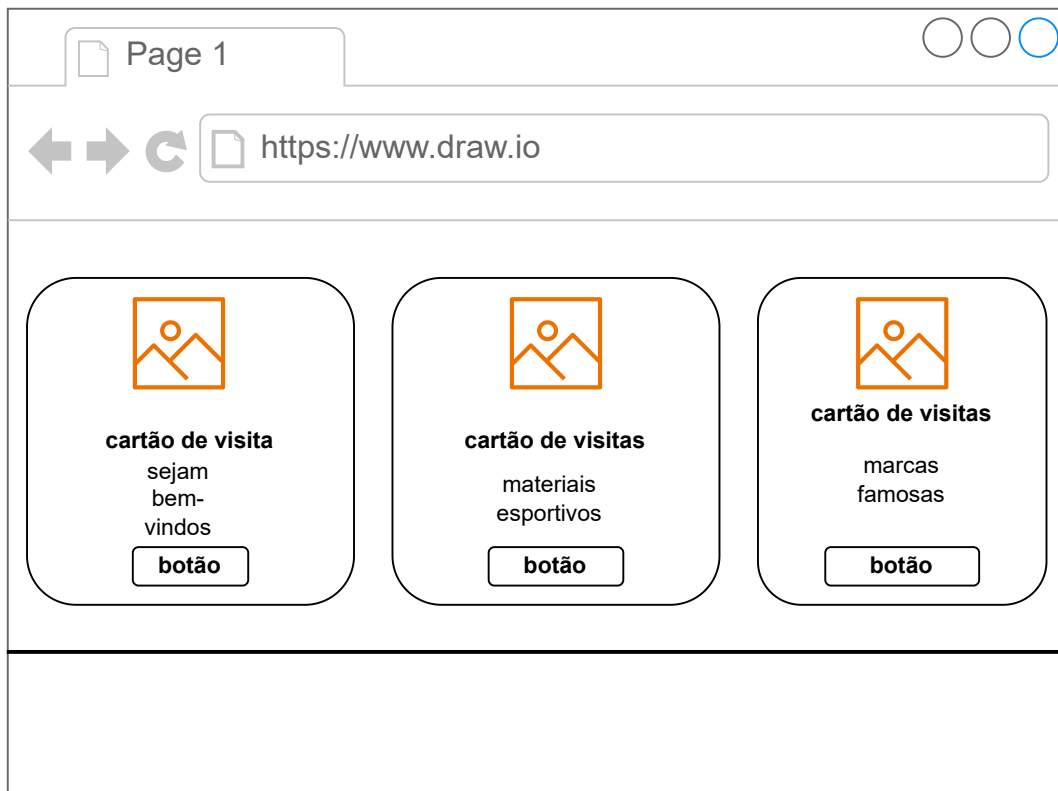 Page 1
https://www.draw.io
cartão de visita
sejam
bem-
vindos
botão
cartão de visitas
materiais
esportivos
botão
cartão de visitas
marcas
famosas
botão